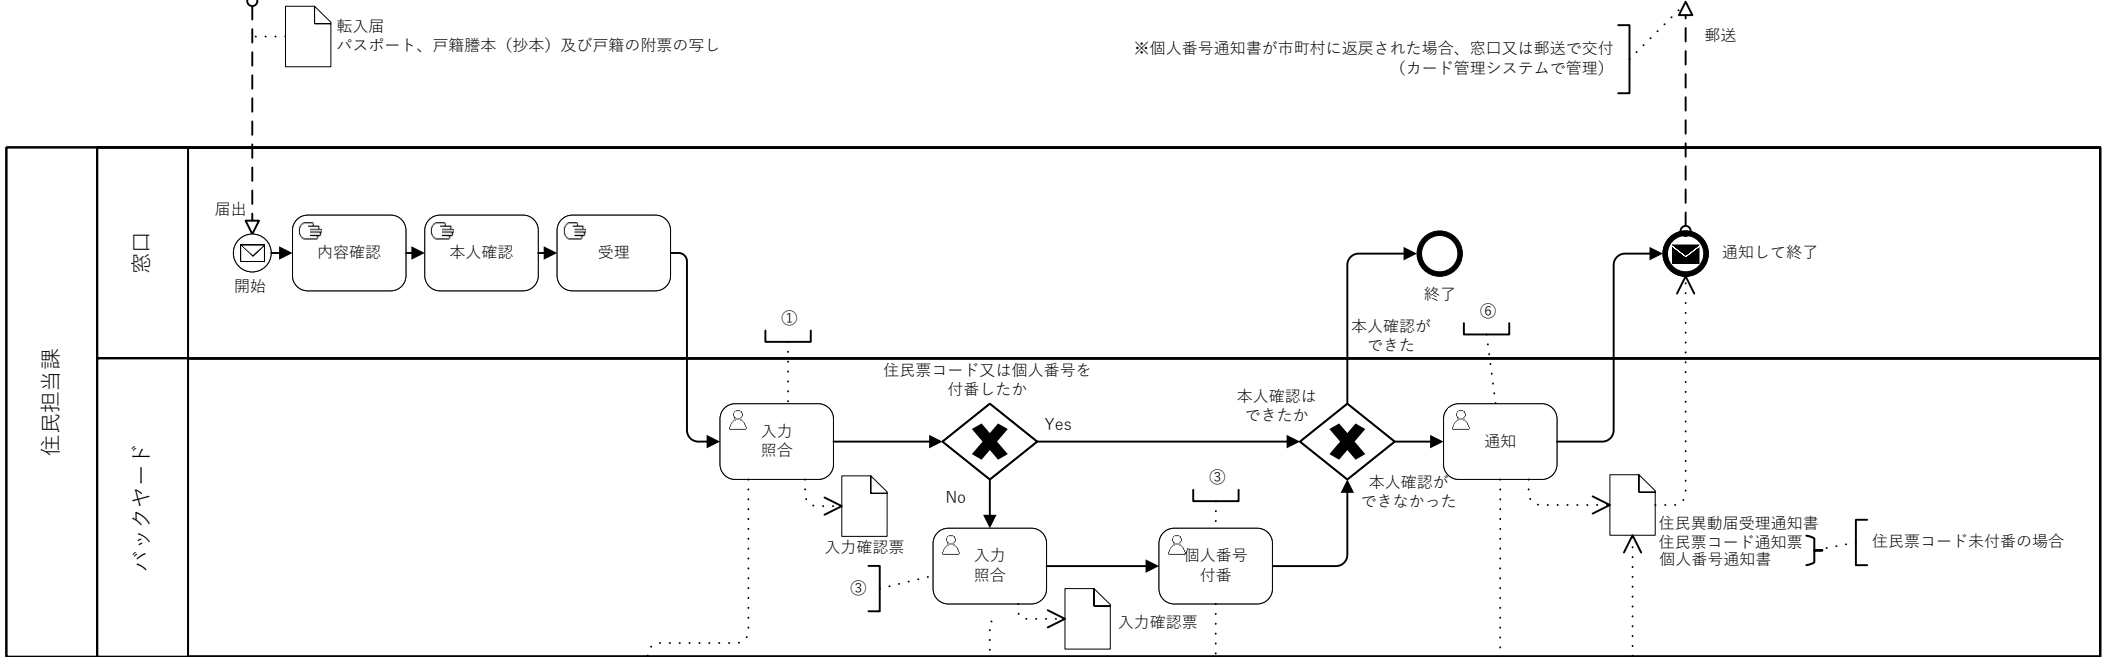 転入届
パスポート、戸籍謄本（抄本）及び戸籍の附票の写し
※個人番号通知書が市町村に返戻された場合、窓口又は郵送で交付
（カード管理システムで管理）
郵送
住民担当課
窓口
届出
開始
内容確認
本人確認
受理
終了
通知して終了
①
⑥
本人確認が
できた
バックヤード
住民票コード又は個人番号を
付番したか
本人確認は
できたか
入力
照合
Yes
通知
No
③
本人確認が
できなかった
入力確認票
入力
照合
個人番号
付番
③
入力確認票
住民異動届受理通知書
住民票コード通知票
個人番号通知書
住民票コード未付番の場合